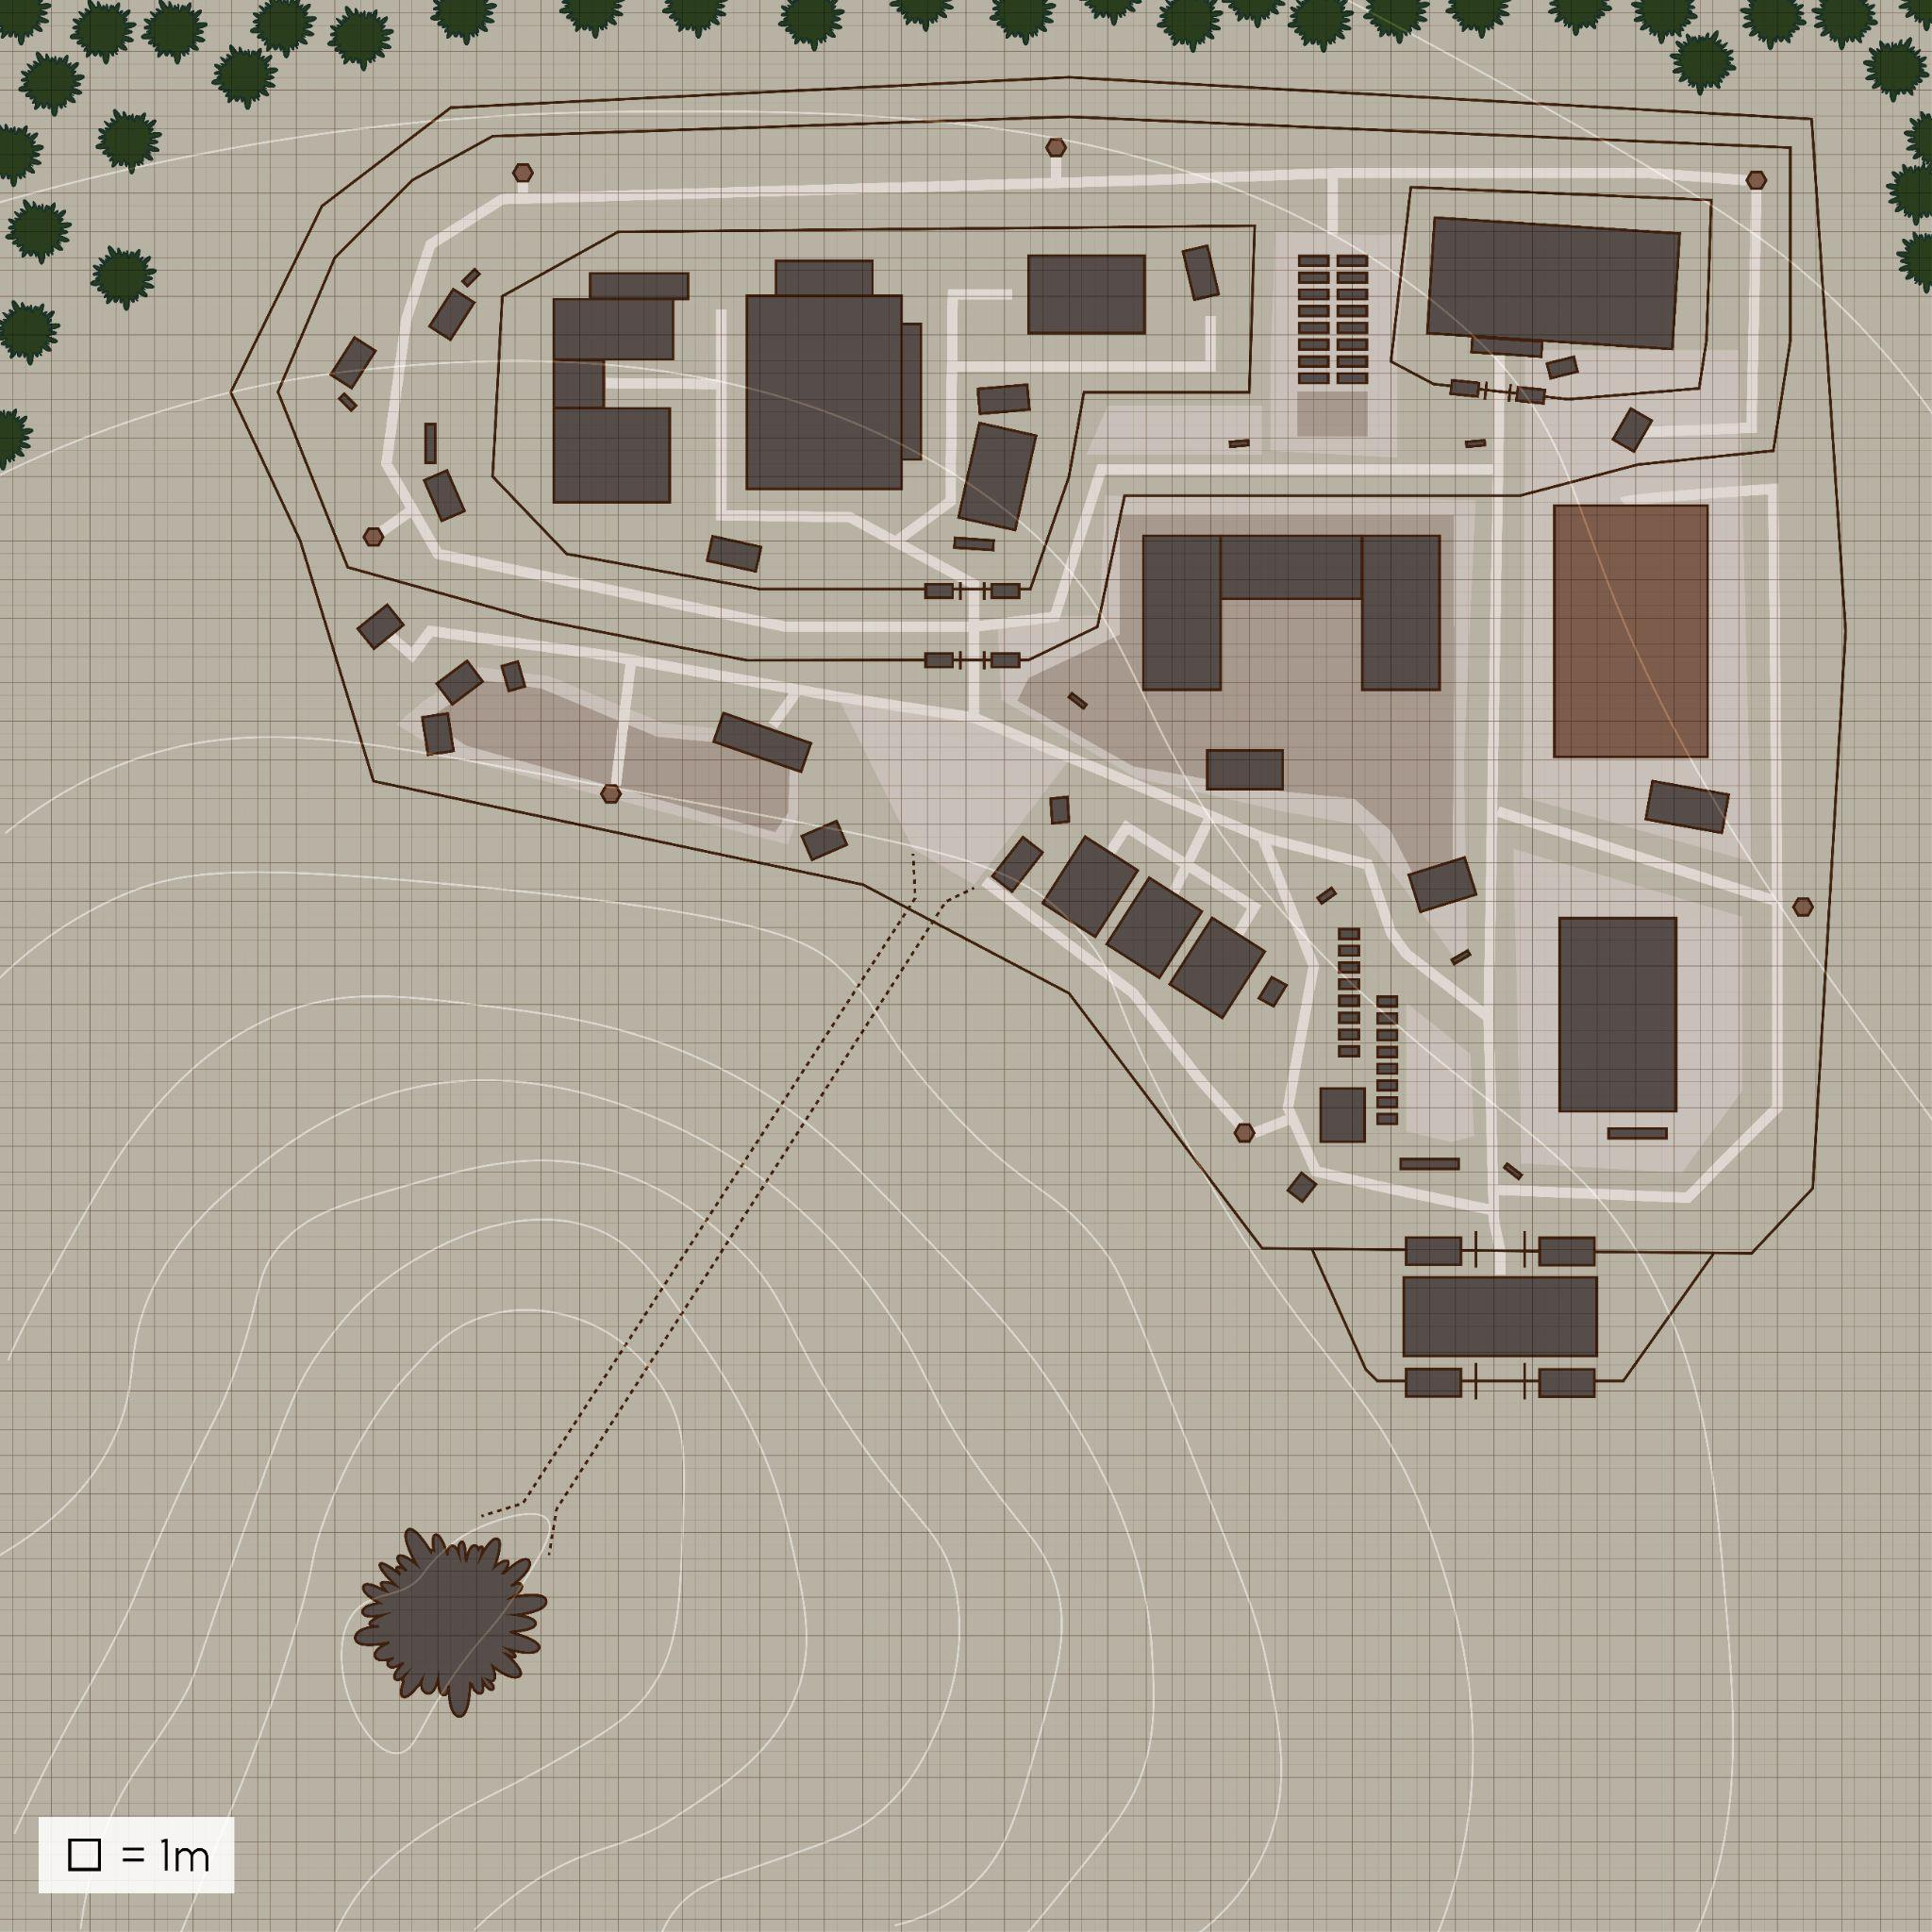 □ = 1m